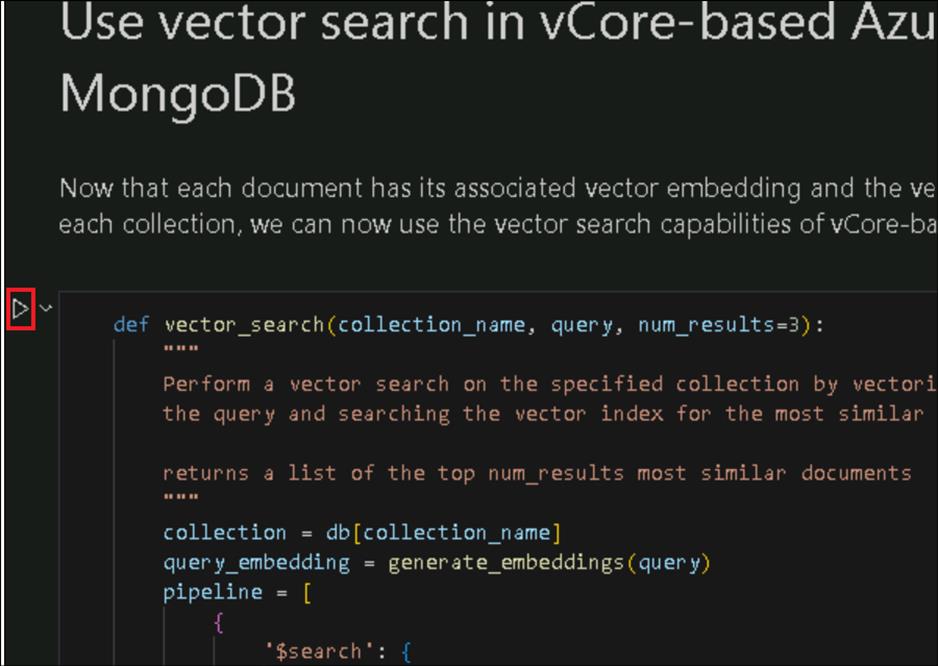 Use vector search in vCore-based Azu
MongoDB
Now that each document has its associated vector embedding and the ve
each collection, we can now use the vector search capabilities of vCore-ba
def vector_search(collection_name, query, num_results=3):
"""
Perform a vector search on the specified collection by vectori
the query and searching the vector index for the most similar
returns a list of the top num_results most similar documents
"""
collection = db[collection_name]
query_embedding = generate_embeddings(query)
pipeline = [
{
'$search': {